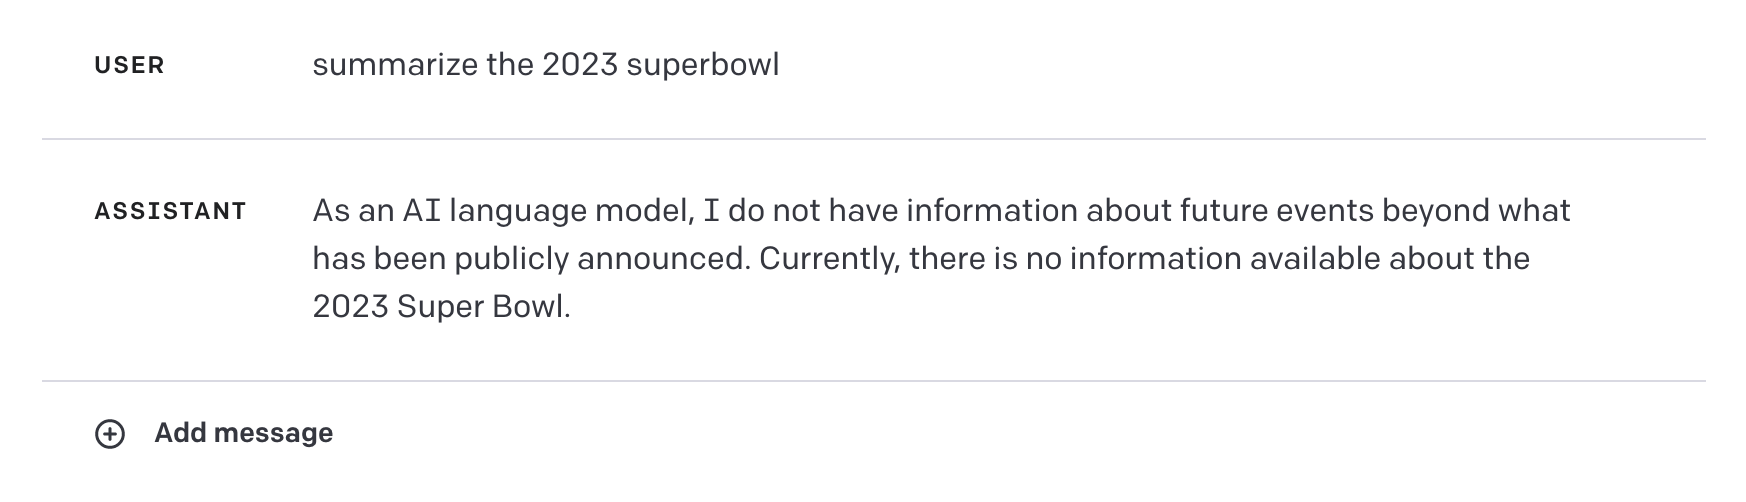 USER summarize the 2023 superbowl
ASSISTANT As an AI language model, I do not have information about future events beyond what
has been publicly announced. Currently, there is no information available about the
2023 Super Bowl.
Add message